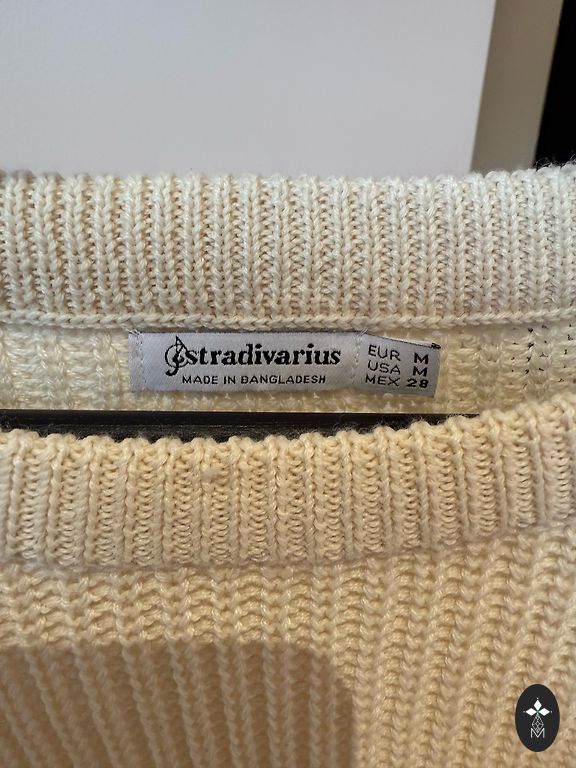 stradivarius
MADE IN BANGLADESH
EUR M
USA M
MEX 28
M